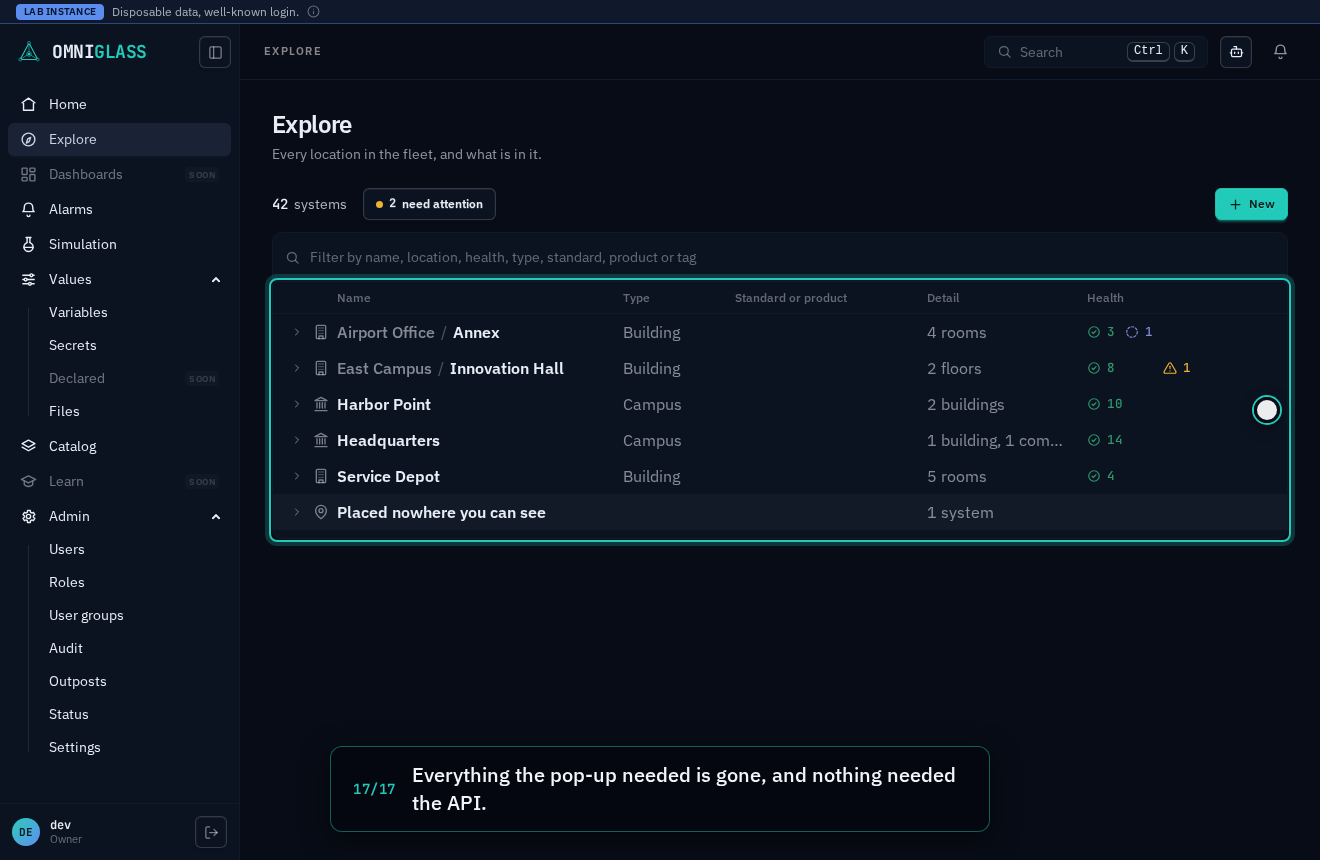 LAB INSTANCE Disposable data, well-known login.
OMNIGLASS
EXPLORE
Search Ctrl K
Home
Explore
Dashboards SOON
Alarms
Simulation
Values
Variables
Secrets
Declared SOON
Files
Catalog
Learn SOON
Admin
Users
Roles
User groups
Audit
Outposts
Status
Settings
DE dev
Owner
Explore
Every location in the fleet, and what is in it.
42 systems 2 need attention New
Filter by name, location, health, type, standard, product or tag
Name Type Standard or product Detail Health
Airport Office / Annex Building 4 rooms 3 1
East Campus / Innovation Hall Building 2 floors 8 1
Harbor Point Campus 2 buildings 10
Headquarters Campus 1 building, 1 com... 14
Service Depot Building 5 rooms 4
Placed nowhere you can see 1 system
17/17 Everything the pop-up needed is gone, and nothing needed
the API.